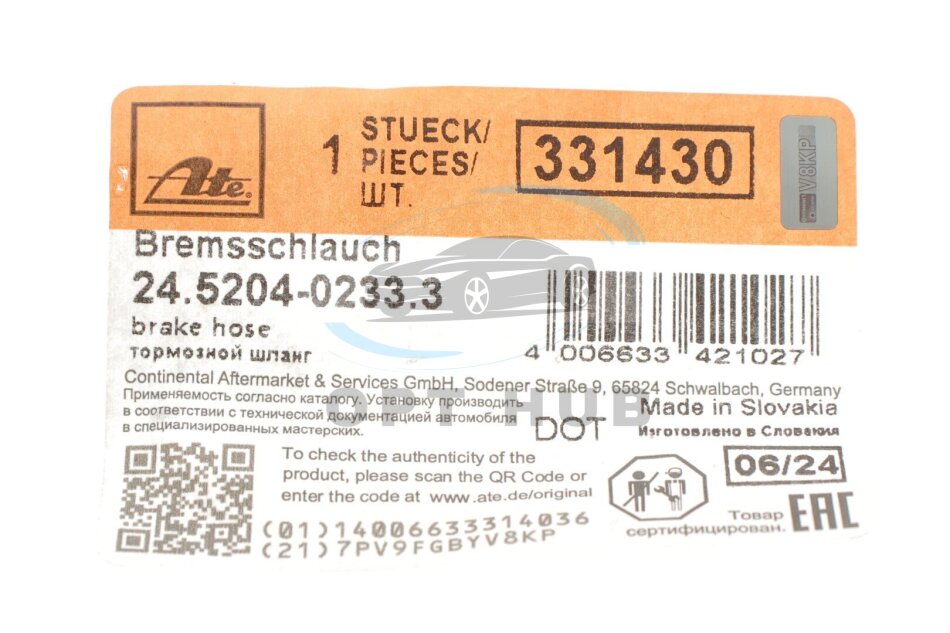 Ate
1
STUECK/
PIECES/
ШТ.
331430
V8KP
Bremsschlauch
24.5204-0233.3
brake hose
тормозной шланг
4 006633 421027
Continental Aftermarket & Services GmbH, Sodener Straße 9, 65824 Schwalbach, Germany
Применяемость согласно каталогу. Установку производить
в соответствии с технической документацией автомобиля
в специализированных мастерских.
OPT HUB
DOT
Made in Slovakia
Изготовлено в Словакия
To check the authenticity of the
product, please scan the QR Code or
enter the code at www.ate.de/original
06/24
(01)14006633314036
(21)7PV9FGBYV8KP
Товар
сертифицирован.
EAC